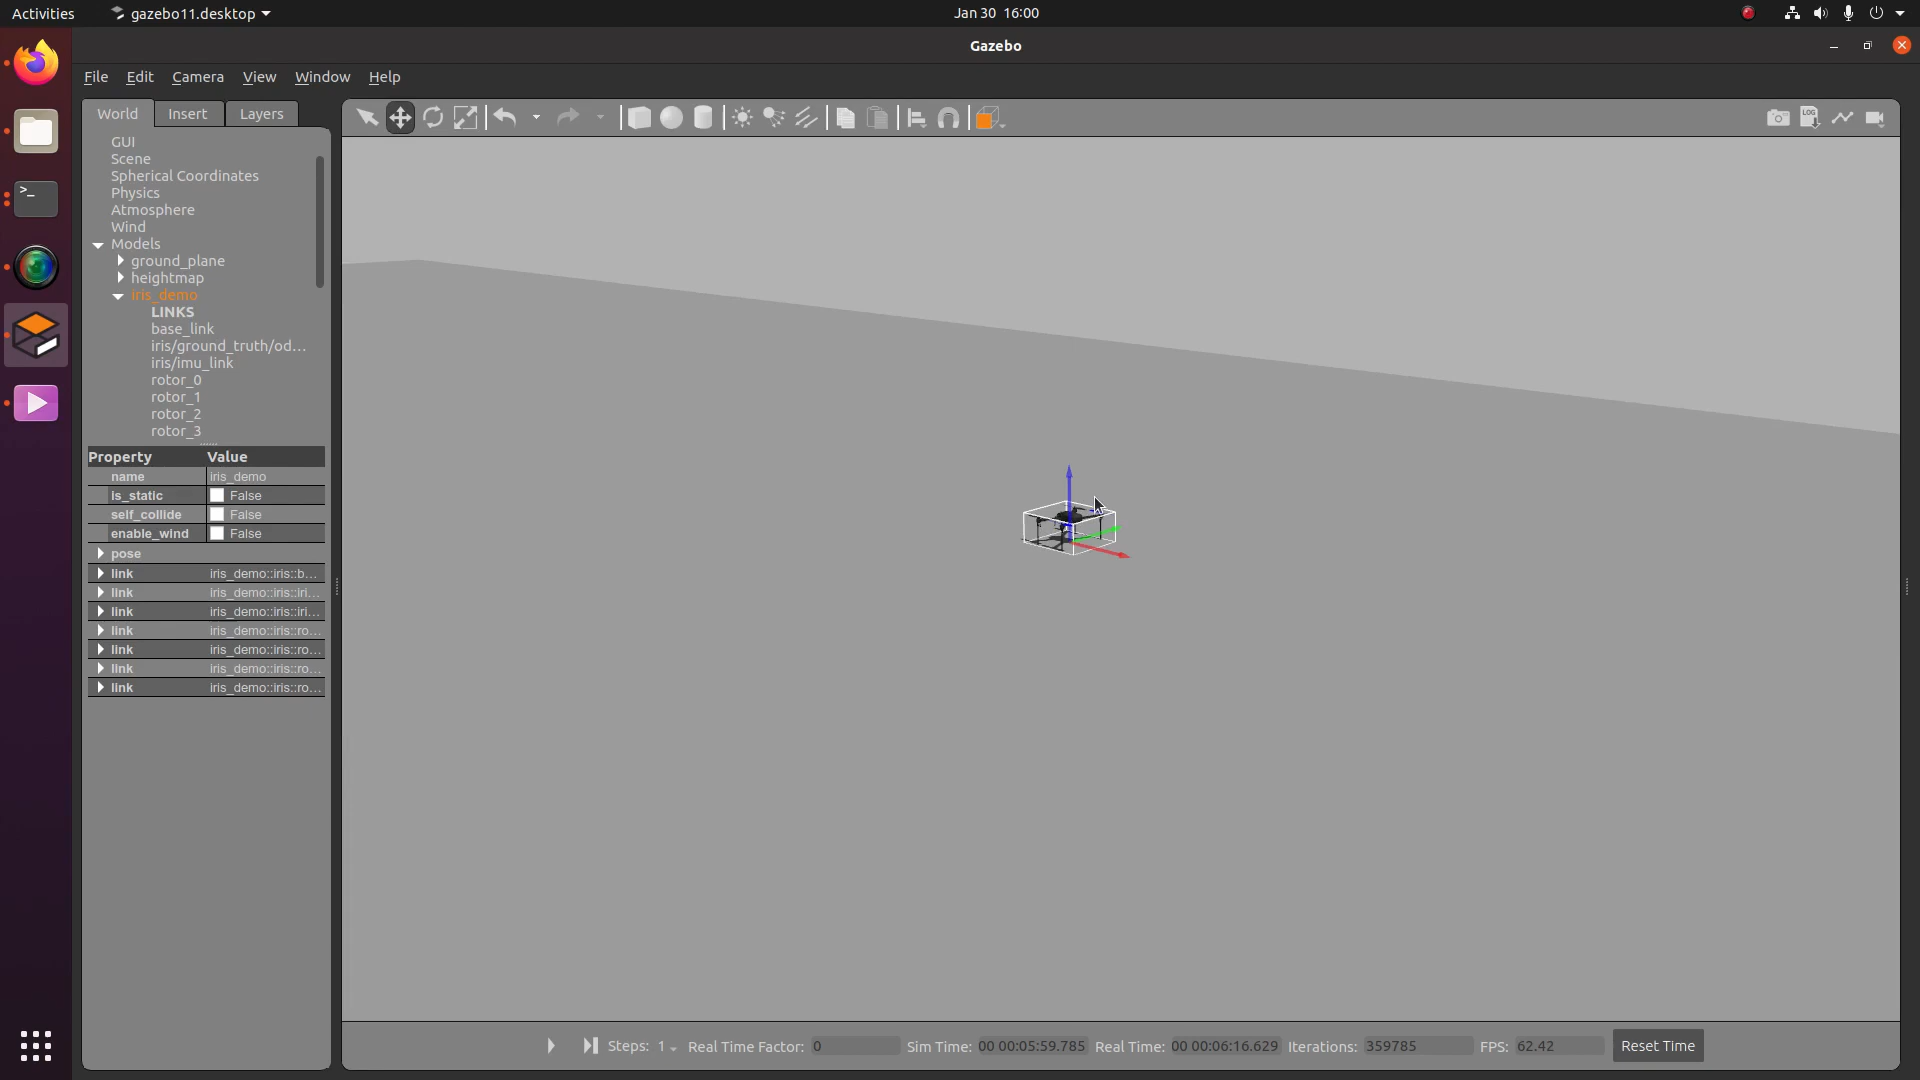 Activities
gazebo11.desktop
Jan 30 16:00
Gazebo
File Edit Camera View Window Help
World Insert Layers
GUI
Scene
Spherical Coordinates
Physics
Atmosphere
Wind
Models
ground_plane
heightmap
iris_demo
LINKS
base_link
iris/ground_truth/od...
iris/imu_link
rotor_0
rotor_1
rotor_2
rotor_3
Property Value
name iris_demo
is_static False
self_collide False
enable_wind False
pose
link iris_demo::iris::b...
link iris_demo::iris::iri...
link iris_demo::iris::iri...
link iris_demo::iris::ro...
link iris_demo::iris::ro...
link iris_demo::iris::ro...
link iris_demo::iris::ro...
LOG
Steps: 1 Real Time Factor: 0 Sim Time: 00 00:05:59.785 Real Time: 00 00:06:16.629 Iterations: 359785 FPS: 62.42 Reset Time